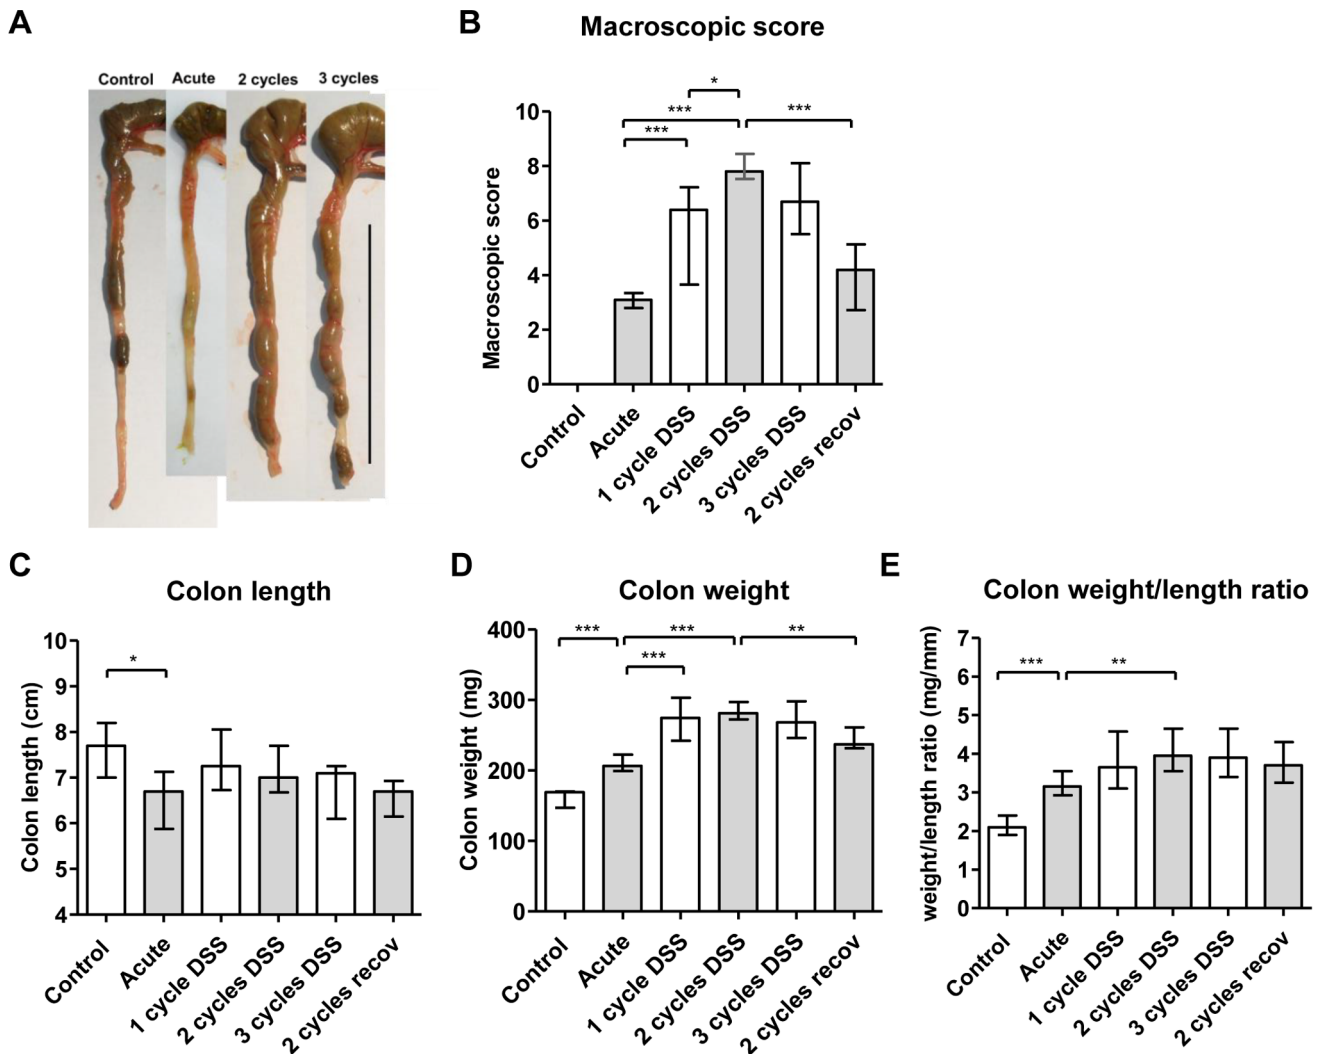 A
Control Acute 2 cycles 3 cycles
B
Macroscopic score
Macroscopic score
10
8
6
4
2
0
*
***
***
***
Control
Acute
1 cycle DSS
2 cycles DSS
3 cycles DSS
2 cycles recov
C
Colon length
Colon length (cm)
10
9
8
7
6
5
4
*
Control
Acute
1 cycle DSS
2 cycles DSS
3 cycles DSS
2 cycles recov
D
Colon weight
Colon weight (mg)
400
300
200
100
0
***
***
**
***
Control
Acute
1 cycle DSS
2 cycles DSS
3 cycles DSS
2 cycles recov
E
Colon weight/length ratio
weight/length ratio (mg/mm)
7
6
5
4
3
2
1
0
***
**
Control
Acute
1 cycle DSS
2 cycles DSS
3 cycles DSS
2 cycles recov